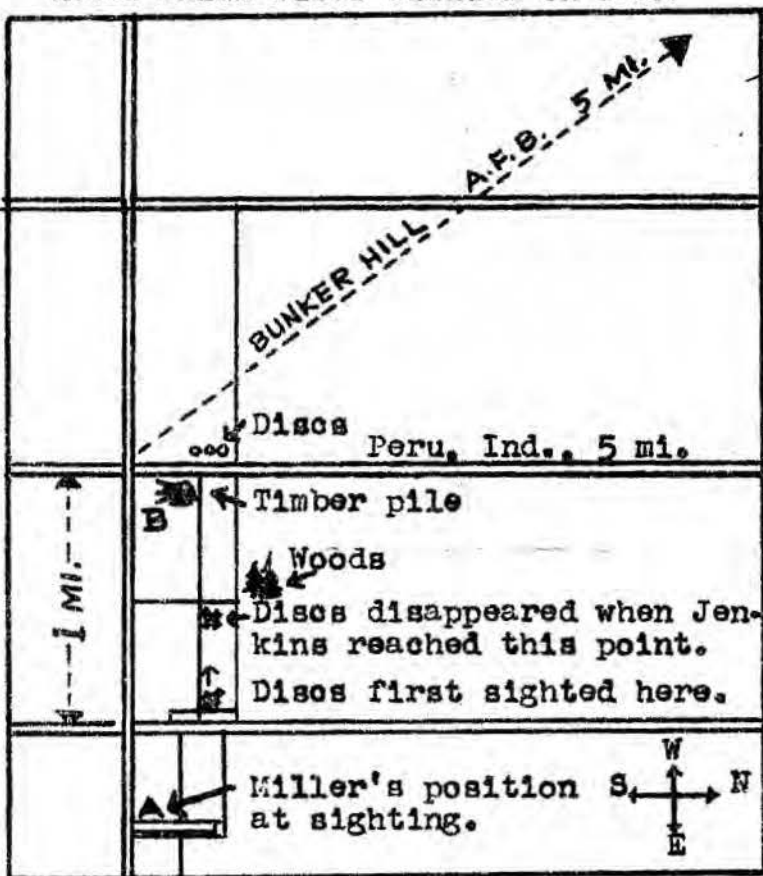 BUNKER HILL A.F.B. 5 MI.
Discs
Peru, Ind., 5 mi.
Timber pile
B
Woods
1 MI.
Discs disappeared when Jen-
kins reached this point.
Discs first sighted here.
A
Miller's position
at sighting.
W
S N
E